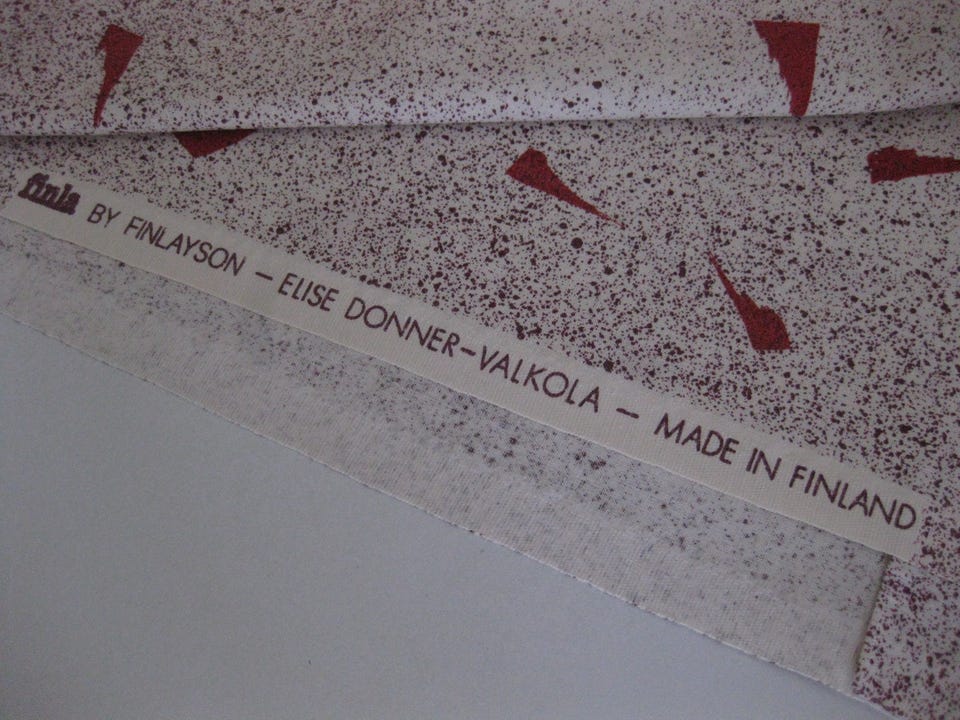 finla BY FINLAYSON — ELISE DONNER-VALKOLA — MADE IN FINLAND